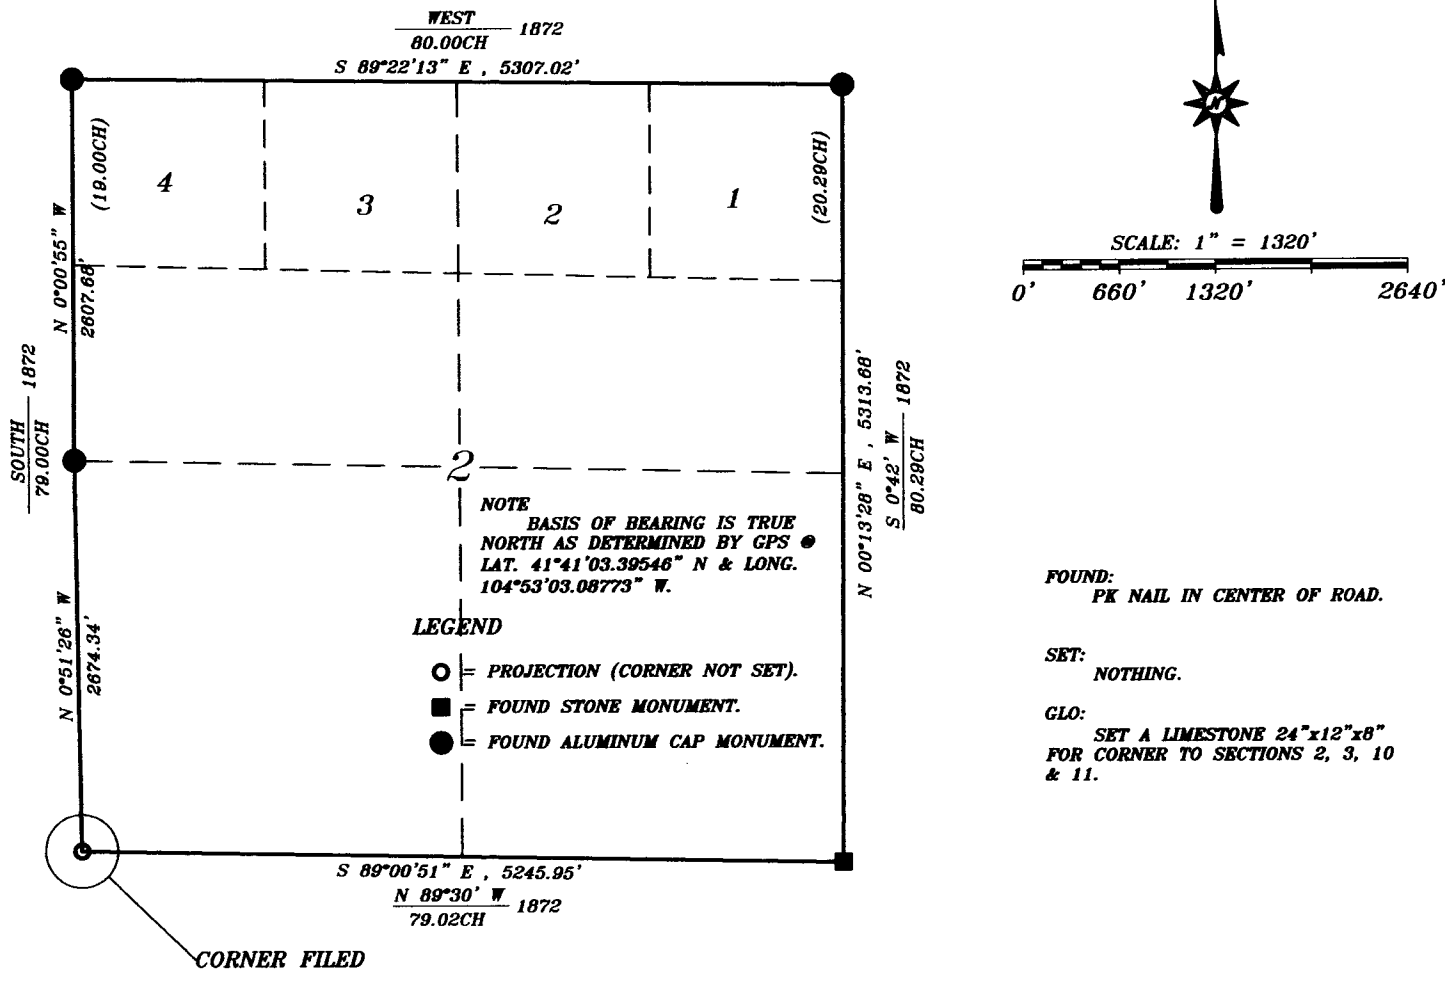 WEST
80.00CH
1872
S 89°22'13" E , 5307.02'
(19.00CH)
4
3
2
1
(20.29CH)
N 0°00'55" W
2607.68'
SOUTH
79.00CH
1872
2
N 00°13'28" E , 5313.68'
S 0°42' W
80.29CH
1872
NOTE
BASIS OF BEARING IS TRUE
NORTH AS DETERMINED BY GPS @
LAT. 41°41'03.39546" N & LONG.
104°53'03.08773" W.
LEGEND
= PROJECTION (CORNER NOT SET).
= FOUND STONE MONUMENT.
= FOUND ALUMINUM CAP MONUMENT.
N 0°51'26" W
2674.34'
S 89°00'51" E , 5245.95'
N 89°30' W
79.02CH
1872
CORNER FILED
N
SCALE: 1" = 1320'
0' 660' 1320' 2640'
FOUND:
PK NAIL IN CENTER OF ROAD.
SET:
NOTHING.
GLO:
SET A LIMESTONE 24"x12"x8"
FOR CORNER TO SECTIONS 2, 3, 10
& 11.